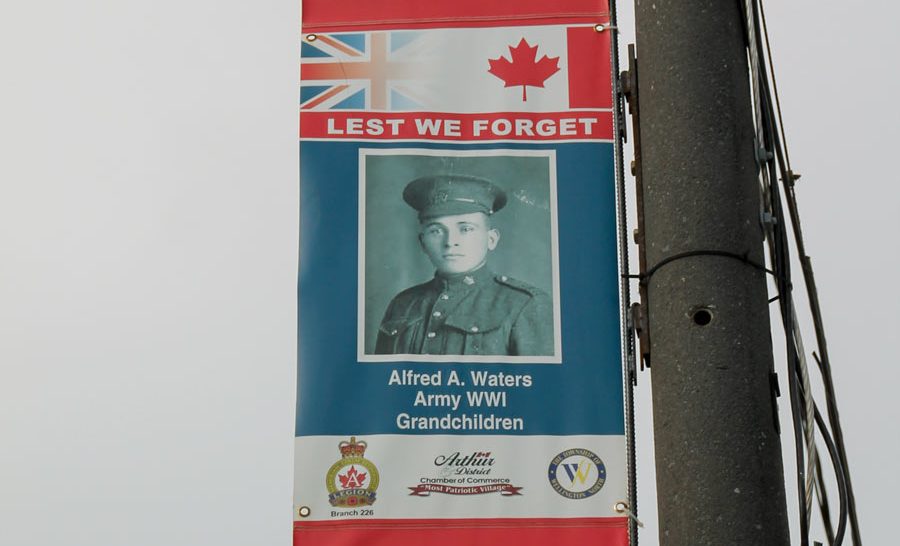 LEST WE FORGET
Alfred A. Waters
Army WWI
Grandchildren
LEGION
Branch 226
Arthur
& District
Chamber of Commerce
"Most Patriotic Village"
THE TOWNSHIP OF
W
WELLINGTON NORTH